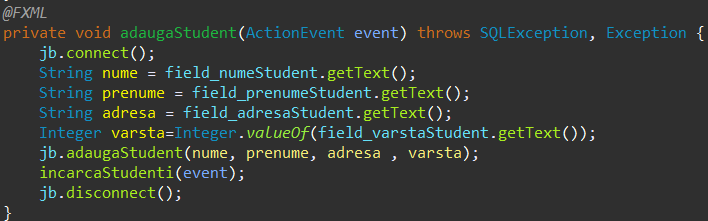 @FXML
private void adaugaStudent(ActionEvent event) throws SQLException, Exception {
    jb.connect();
    String nume = field_numeStudent.getText();
    String prenume = field_prenumeStudent.getText();
    String adresa = field_adresaStudent.getText();
    Integer varsta=Integer.valueOf(field_varstaStudent.getText());
    jb.adaugaStudent(nume, prenume, adresa , varsta);
    incarcaStudenti(event);
    jb.disconnect();
}